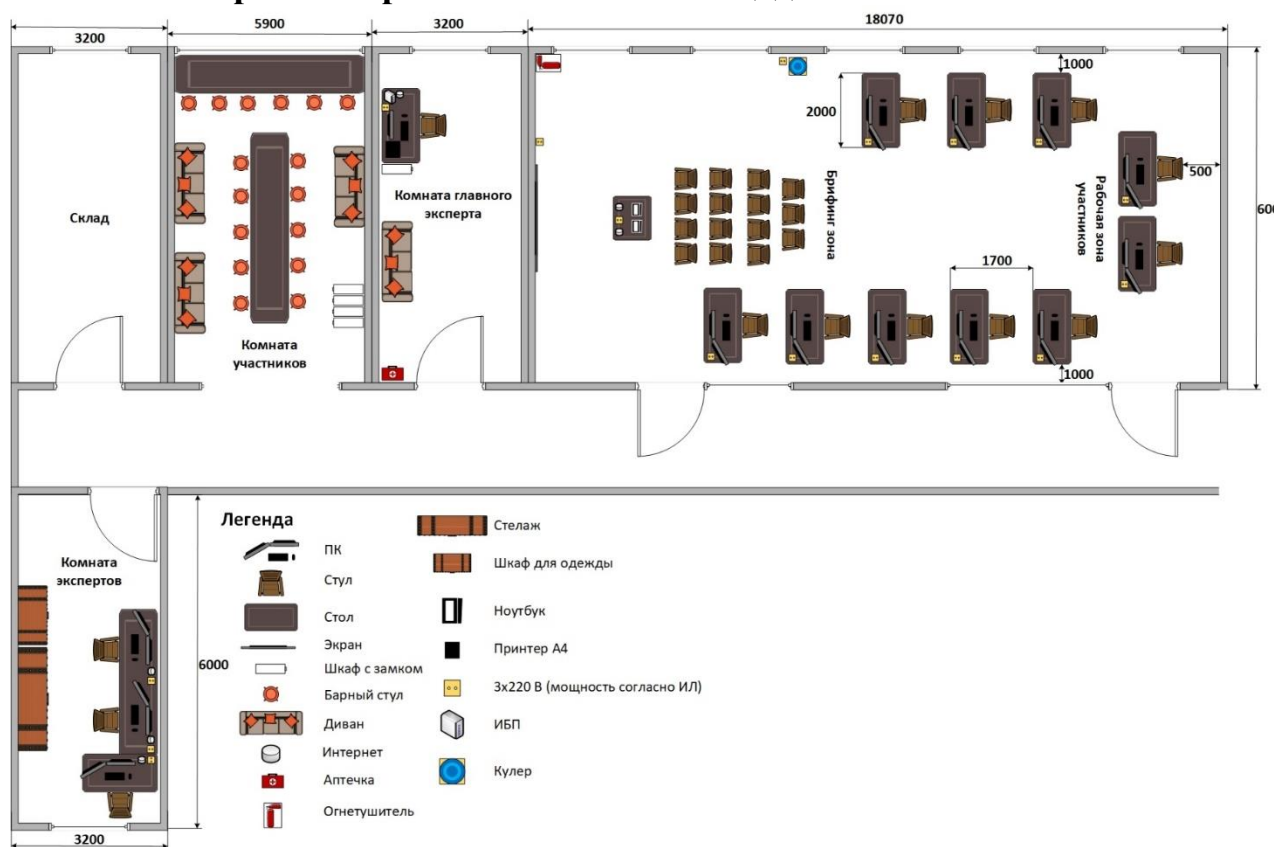 3200
5900
3200
18070
1000
2000
Склад
Комната главного
эксперта
Брифинг зона
Рабочая зона
участников
500
600
1700
Комната
участников
1000
Легенда
ПК
Стул
Стол
Экран
Шкаф с замком
Барный стул
Диван
Интернет
Аптечка
Огнетушитель
Стелаж
Шкаф для одежды
Ноутбук
Принтер А4
3х220 В (мощность согласно ИЛ)
ИБП
Кулер
Комната
экспертов
6000
3200